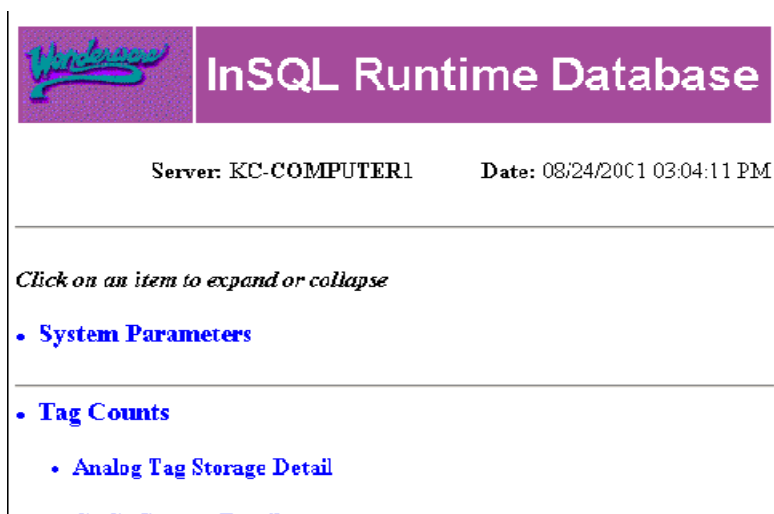 Wonderware
InSQL Runtime Database
Server: KC-COMPUTER1 Date: 08/24/2001 03:04:11 PM
Click on an item to expand or collapse
• System Parameters
• Tag Counts
• Analog Tag Storage Detail